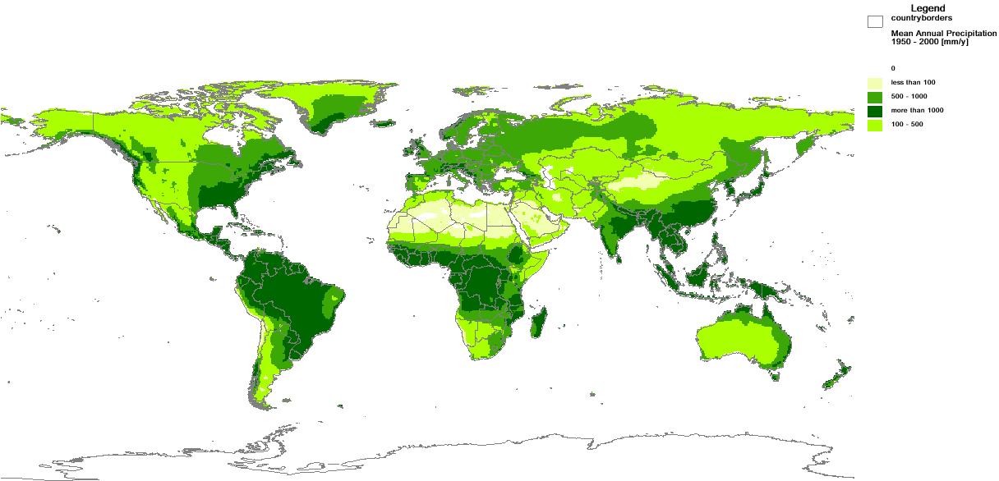 Legend
countryborders
Mean Annual Precipitation
1950 - 2000 [mm/y]
0
less than 100
500 - 1000
more than 1000
100 - 500